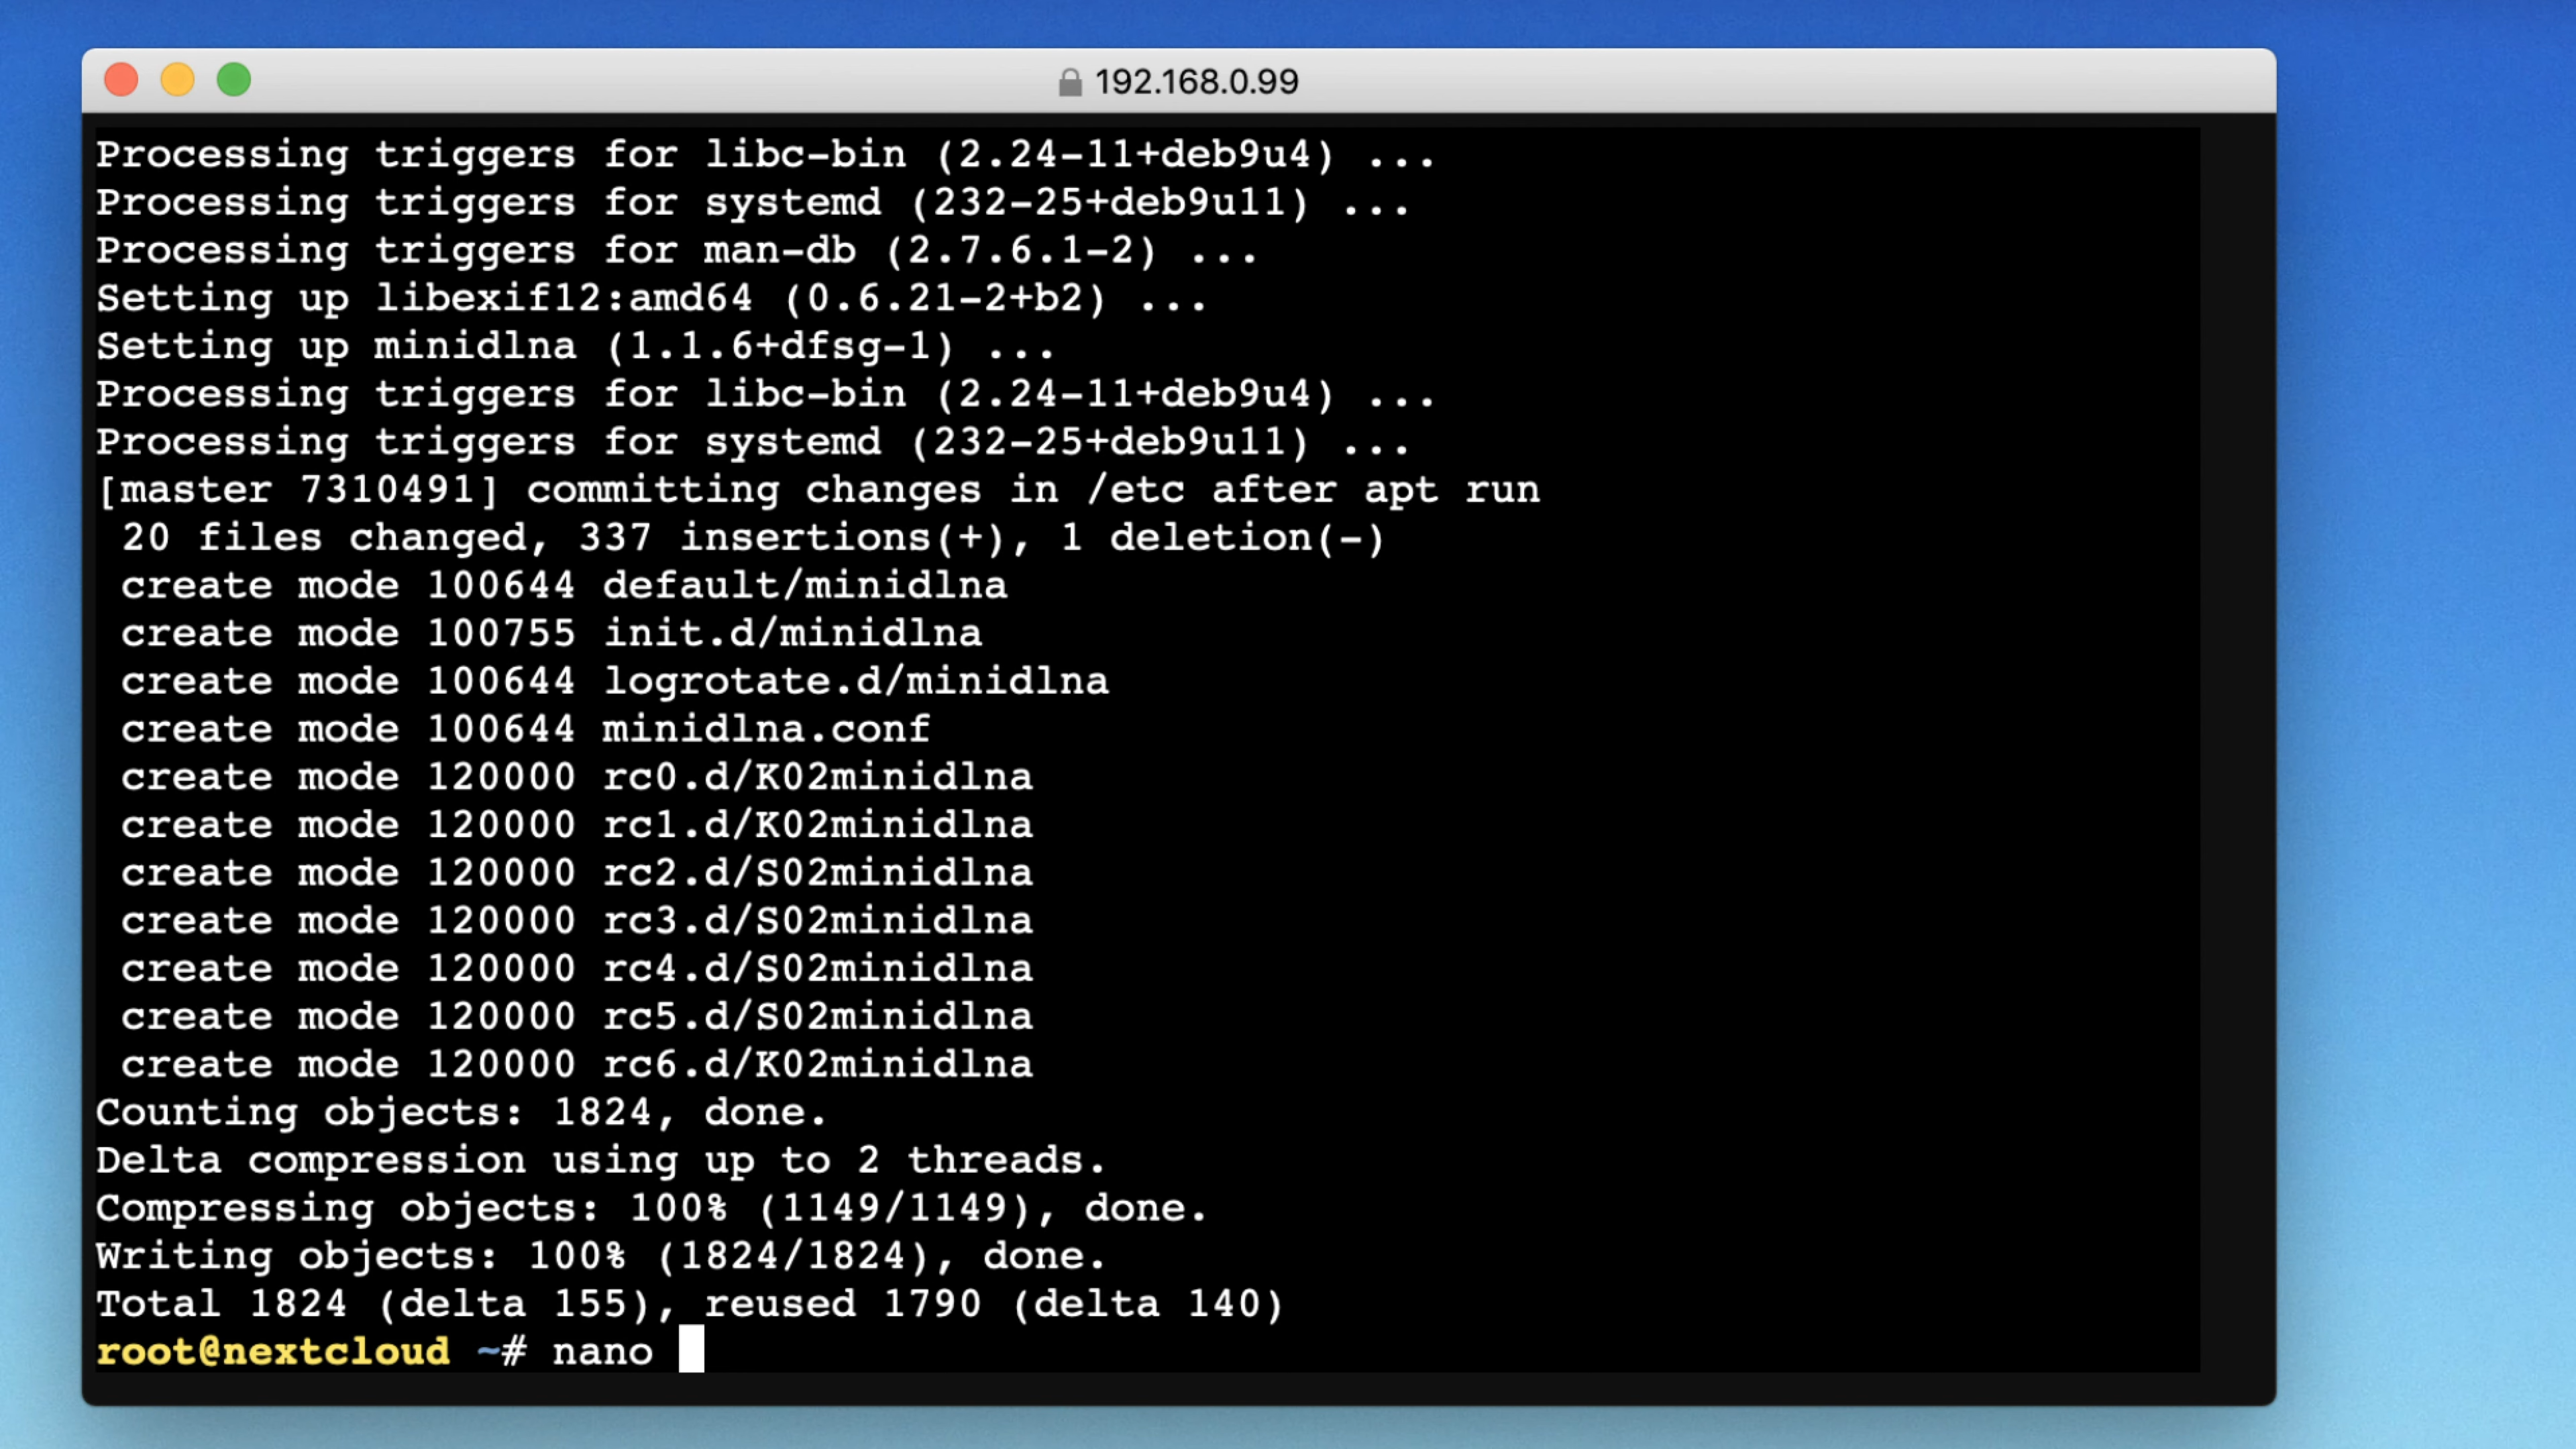 192.168.0.99
Processing triggers for libc-bin (2.24-11+deb9u4) ...
Processing triggers for systemd (232-25+deb9u11) ...
Processing triggers for man-db (2.7.6.1-2) ...
Setting up libexif12:amd64 (0.6.21-2+b2) ...
Setting up minidlna (1.1.6+dfsg-1) ...
Processing triggers for libc-bin (2.24-11+deb9u4) ...
Processing triggers for systemd (232-25+deb9u11) ...
[master 7310491] committing changes in /etc after apt run
 20 files changed, 337 insertions(+), 1 deletion(-)
 create mode 100644 default/minidlna
 create mode 100755 init.d/minidlna
 create mode 100644 logrotate.d/minidlna
 create mode 100644 minidlna.conf
 create mode 120000 rc0.d/K02minidlna
 create mode 120000 rc1.d/K02minidlna
 create mode 120000 rc2.d/S02minidlna
 create mode 120000 rc3.d/S02minidlna
 create mode 120000 rc4.d/S02minidlna
 create mode 120000 rc5.d/S02minidlna
 create mode 120000 rc6.d/K02minidlna
Counting objects: 1824, done.
Delta compression using up to 2 threads.
Compressing objects: 100% (1149/1149), done.
Writing objects: 100% (1824/1824), done.
Total 1824 (delta 155), reused 1790 (delta 140)
root@nextcloud ~# nano